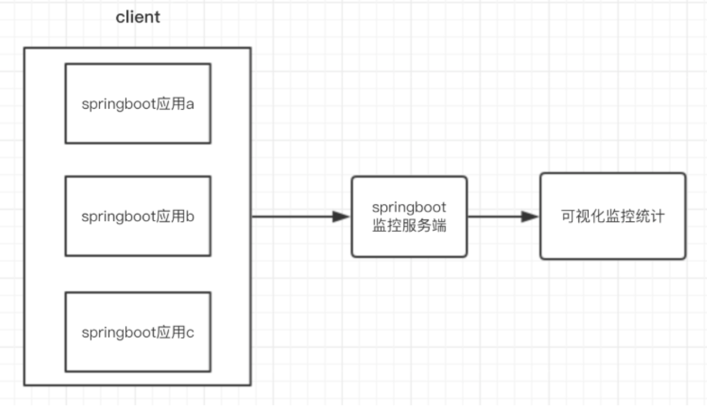 client
springboot应用a
springboot应用b
springboot应用c
springboot
监控服务端
可视化监控统计